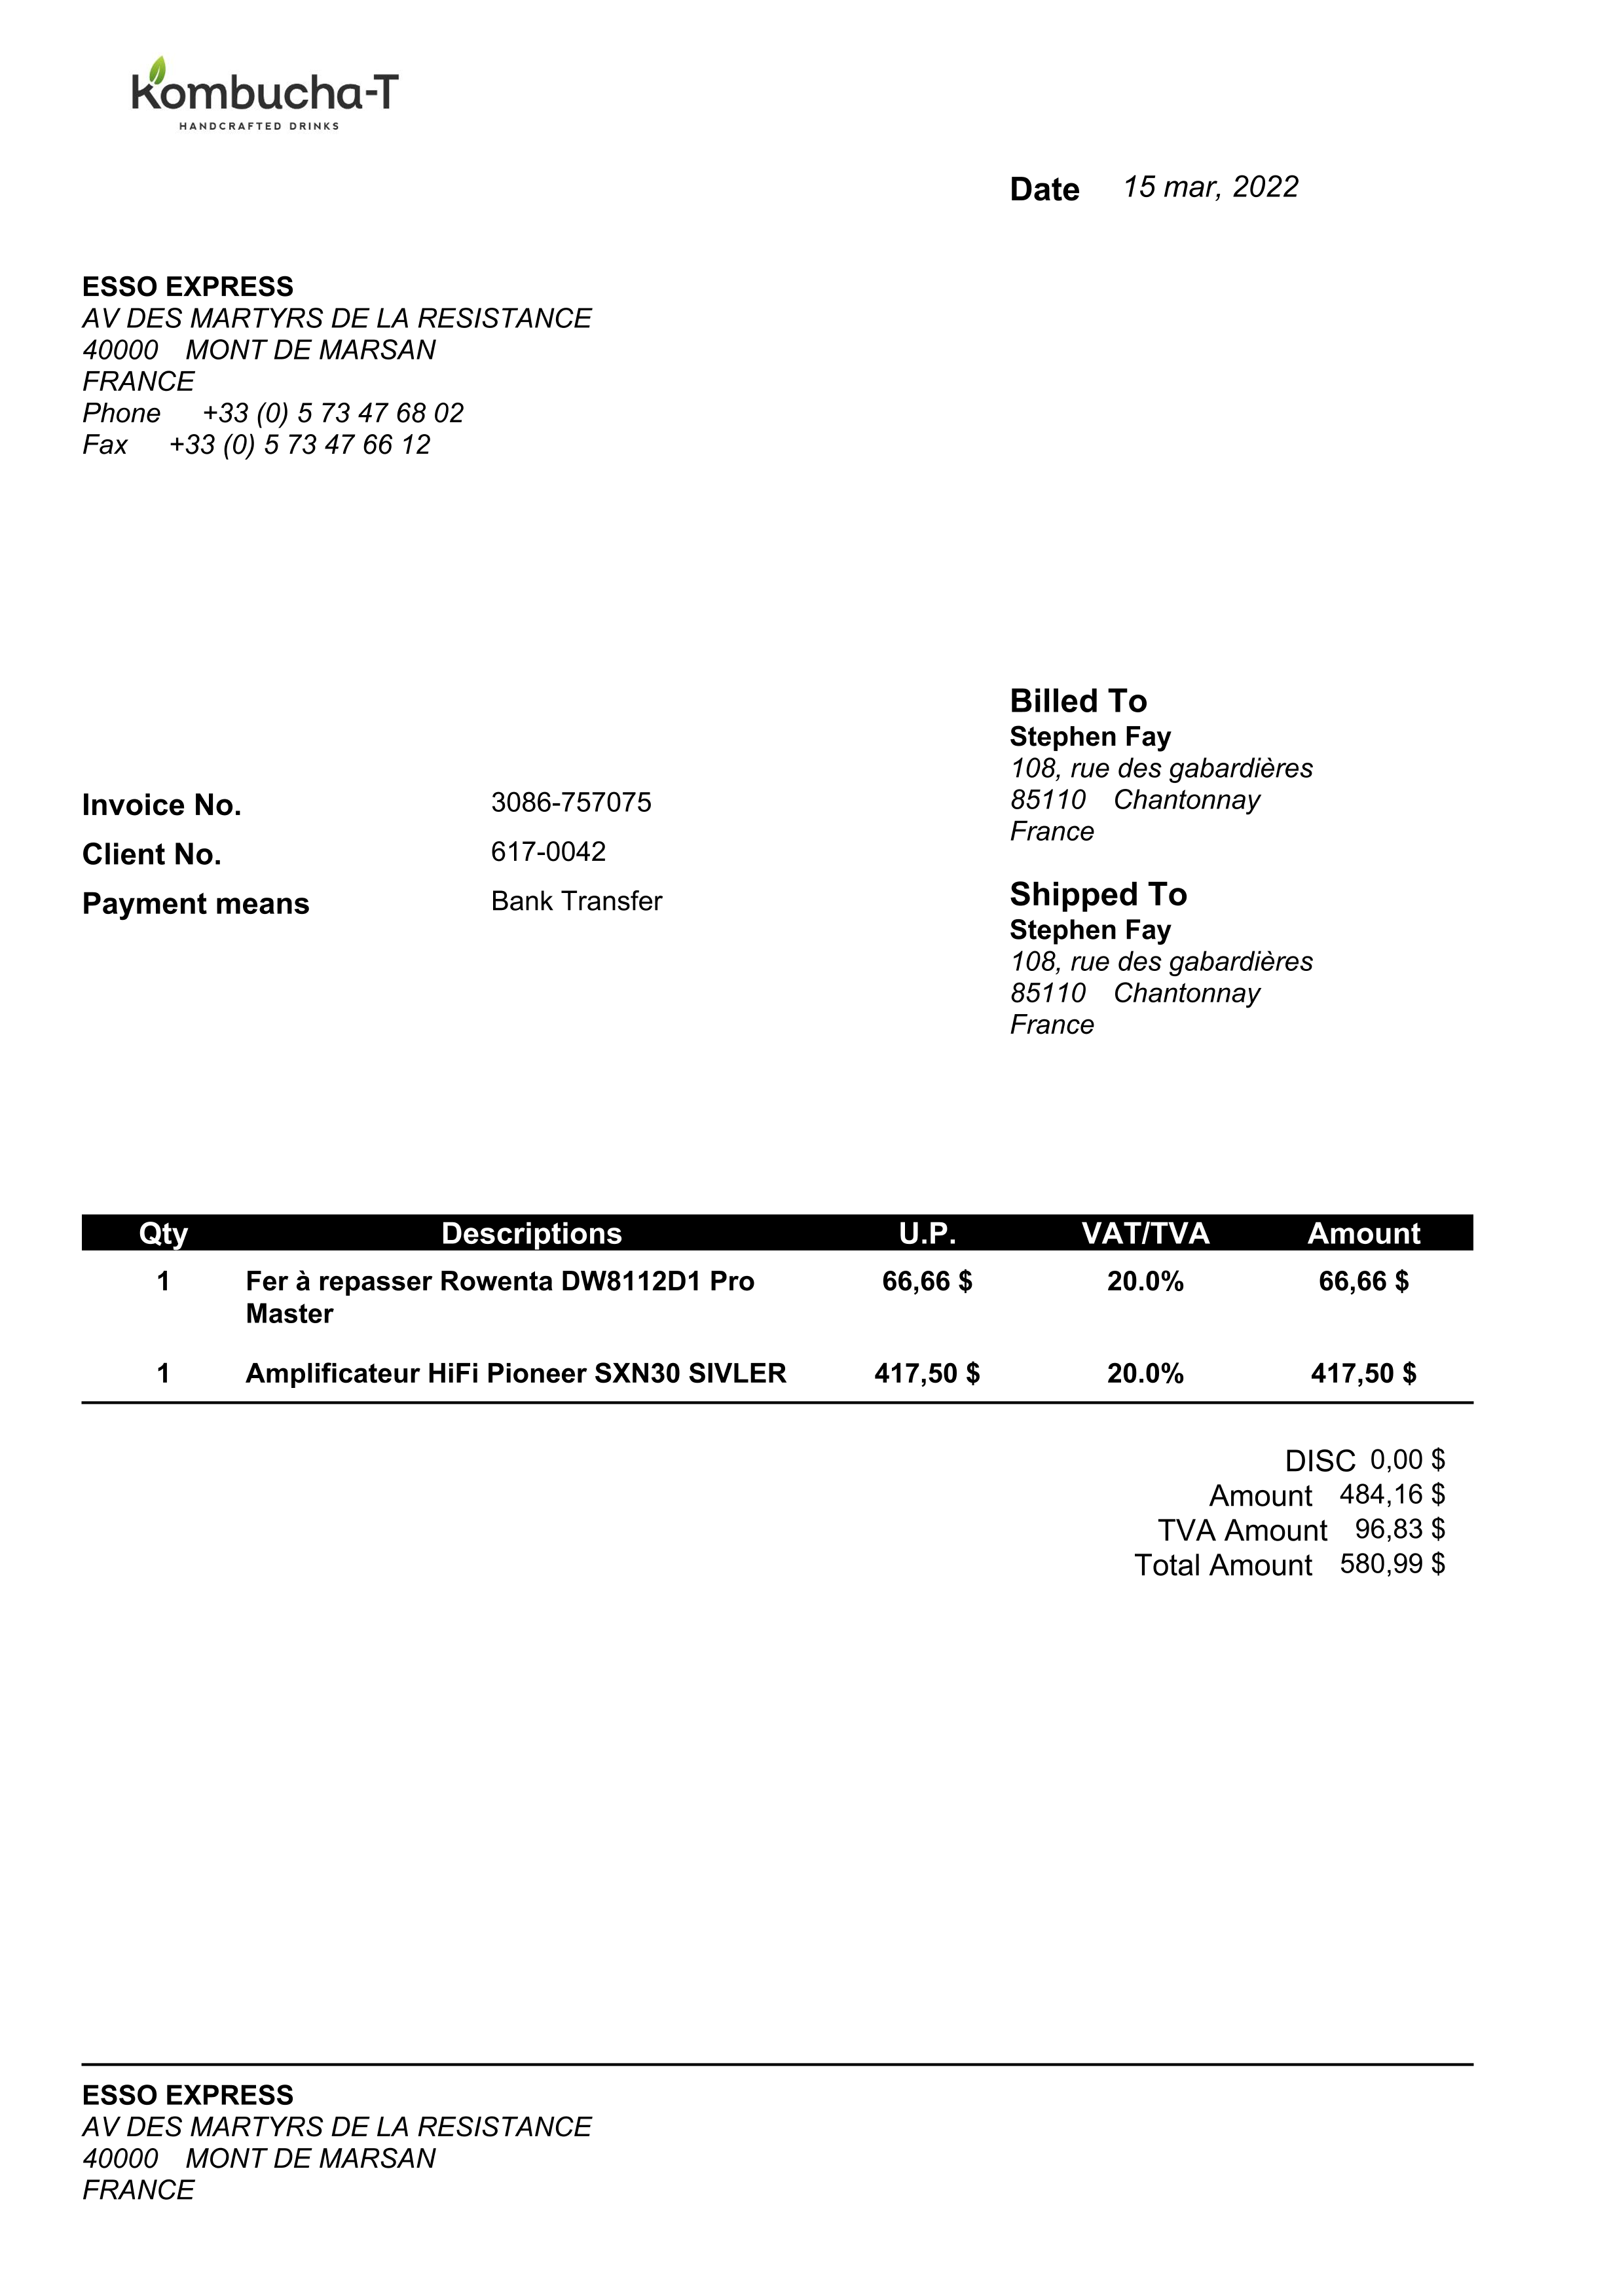 Kombucha-T
HANDCRAFTED DRINKS
Date 15 mar, 2022
ESSO EXPRESS
AV DES MARTYRS DE LA RESISTANCE
40000 MONT DE MARSAN
FRANCE
Phone +33 (0) 5 73 47 68 02
Fax +33 (0) 5 73 47 66 12
Invoice No. 3086-757075
Client No. 617-0042
Payment means Bank Transfer
Billed To
Stephen Fay
108, rue des gabardières
85110 Chantonnay
France
Shipped To
Stephen Fay
108, rue des gabardières
85110 Chantonnay
France
Qty Descriptions U.P. VAT/TVA Amount
1 Fer à repasser Rowenta DW8112D1 Pro 66,66 $ 20.0% 66,66 $
Master
1 Amplificateur HiFi Pioneer SXN30 SIVLER 417,50 $ 20.0% 417,50 $
DISC 0,00 $
Amount 484,16 $
TVA Amount 96,83 $
Total Amount 580,99 $
ESSO EXPRESS
AV DES MARTYRS DE LA RESISTANCE
40000 MONT DE MARSAN
FRANCE